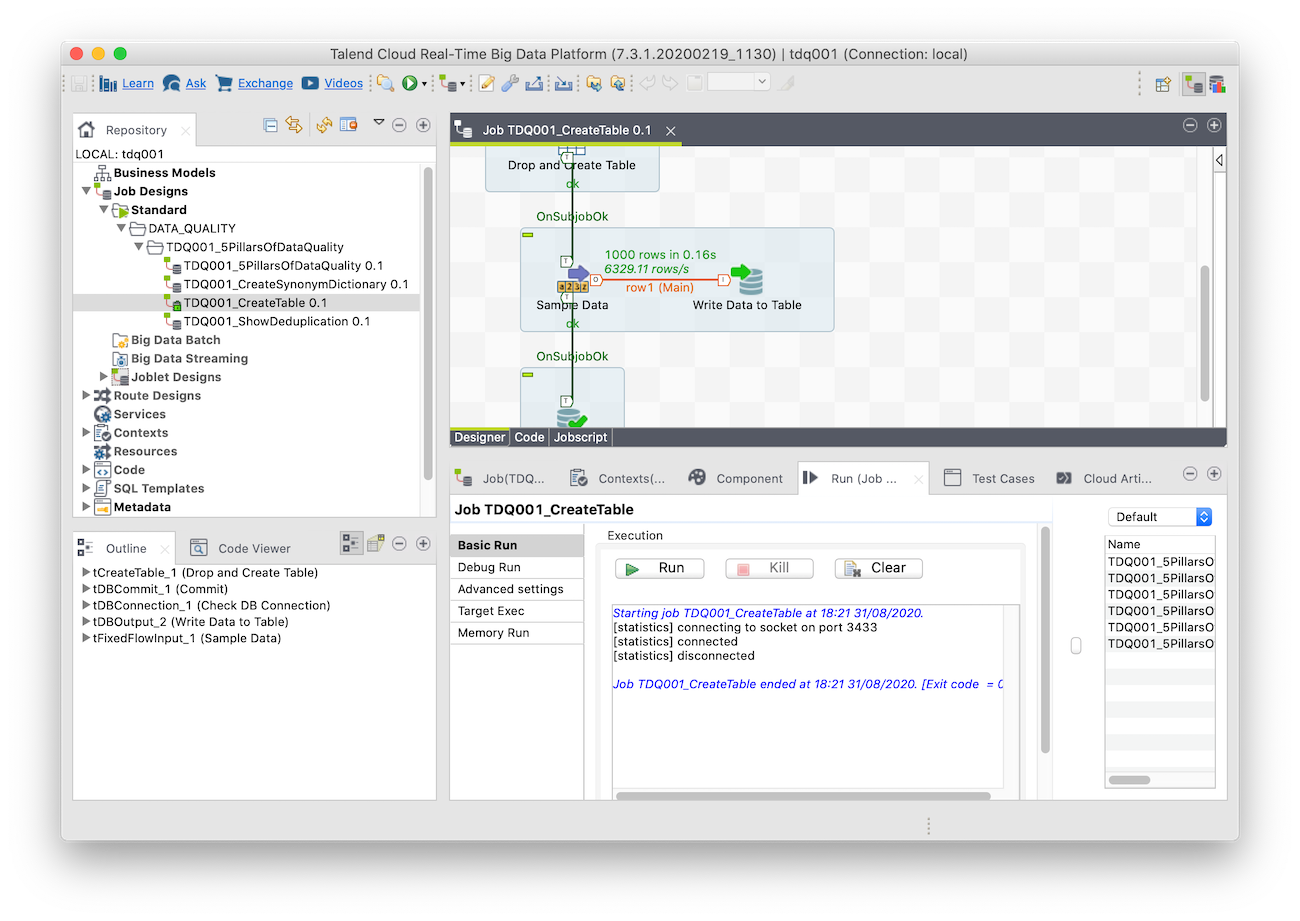 Talend Cloud Real-Time Big Data Platform (7.3.1.20200219_1130) | tdq001 (Connection: local)
Learn Ask Exchange Videos
Repository
LOCAL: tdq001
Business Models
Job Designs
Standard
DATA_QUALITY
TDQ001_5PillarsOfDataQuality
TDQ001_5PillarsOfDataQuality 0.1
TDQ001_CreateSynonymDictionary 0.1
TDQ001_CreateTable 0.1
TDQ001_ShowDeduplication 0.1
Big Data Batch
Big Data Streaming
Joblet Designs
Route Designs
Services
Contexts
Resources
Code
SQL Templates
Metadata
Outline Code Viewer
tCreateTable_1 (Drop and Create Table)
tDBCommit_1 (Commit)
tDBConnection_1 (Check DB Connection)
tDBOutput_2 (Write Data to Table)
tFixedFlowInput_1 (Sample Data)
Job TDQ001_CreateTable 0.1
T
Drop and Create Table
ok
OnSubjobOk
1000 rows in 0.16s
T
6329.11 rows/s
O I
row1 (Main)
T
Sample Data Write Data to Table
ok
OnSubjobOk
T
Designer Code Jobscript
Job(TDQ... Contexts(... Component Run (Job ... Test Cases Cloud Arti...
Job TDQ001_CreateTable
Basic Run
Debug Run
Advanced settings
Target Exec
Memory Run
Execution
Run Kill Clear
Starting job TDQ001_CreateTable at 18:21 31/08/2020.
[statistics] connecting to socket on port 3433
[statistics] connected
[statistics] disconnected
Job TDQ001_CreateTable ended at 18:21 31/08/2020. [Exit code  = 0
Default
Name
TDQ001_5PillarsO
TDQ001_5PillarsO
TDQ001_5PillarsO
TDQ001_5PillarsO
TDQ001_5PillarsO
TDQ001_5PillarsO